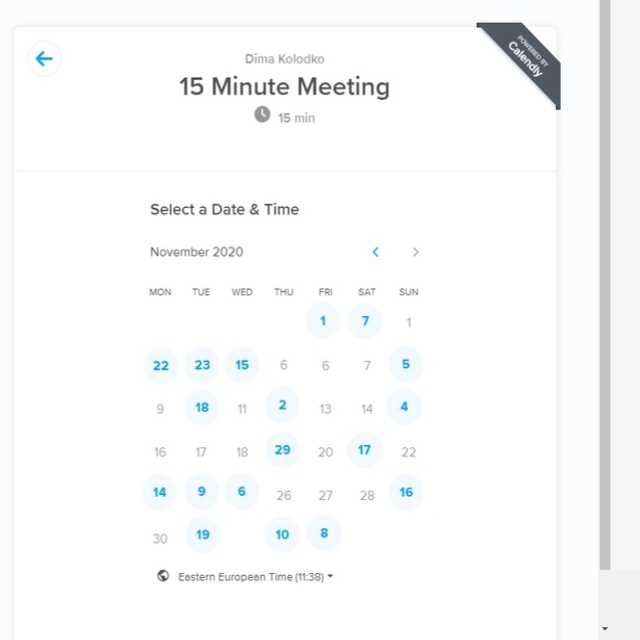 POWERED BY
Calendly
Dima Kolodko
15 Minute Meeting
15 min
Select a Date & Time
November 2020
MON TUE WED THU FRI SAT SUN
1 7 1
22 23 15 6 6 7 5
9 18 11 2 13 14 4
16 17 18 29 20 17 22
14 9 6 26 27 28 16
30 19 10 8
Eastern European Time (11:38)